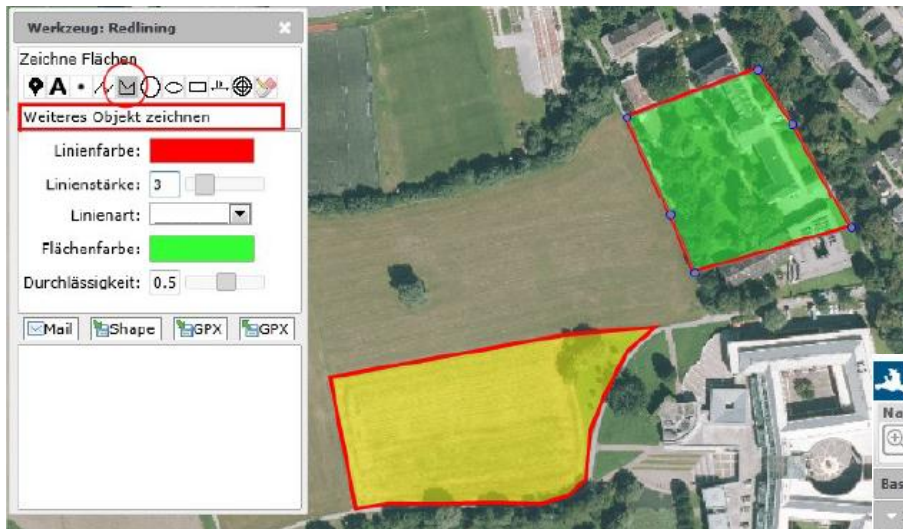 Werkzeug: Redlining
Zeichne Flächen
A
Weiteres Objekt zeichnen
Linienfarbe:
Linienstärke: 3
Linienart:
Flächenfarbe:
Durchlässigkeit: 0.5
Mail Shape GPX GPX
Na
Bas